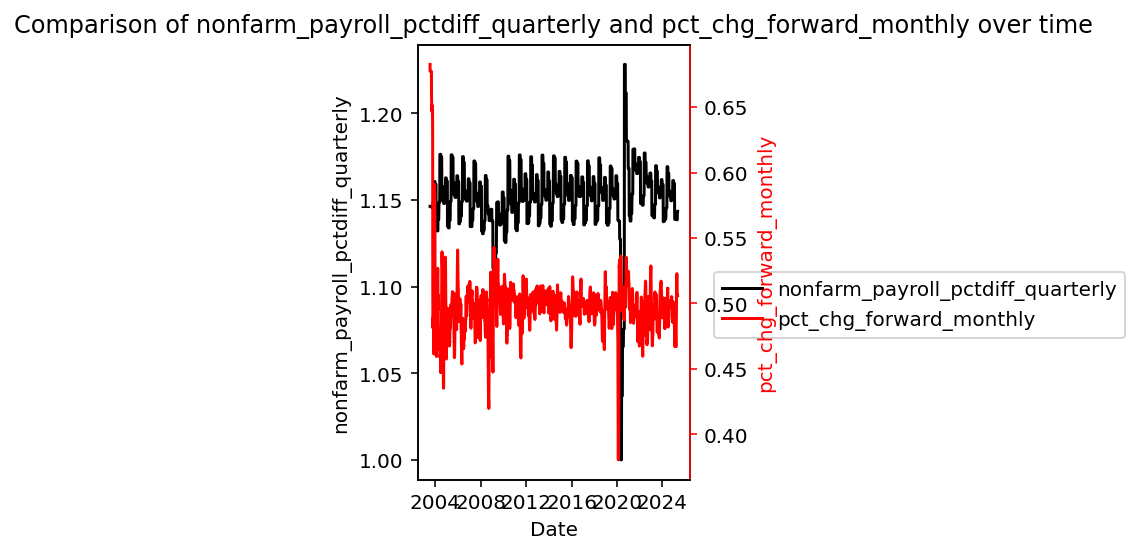 Comparison of nonfarm_payroll_pctdiff_quarterly and pct_chg_forward_monthly over time
nonfarm_payroll_pctdiff_quarterly
1.20
1.15
1.10
1.05
1.00
0.65
0.60
0.55
0.50
0.45
0.40
pct_chg_forward_monthly
nonfarm_payroll_pctdiff_quarterly
pct_chg_forward_monthly
2004 2008 2012 2016 2020 2024
Date